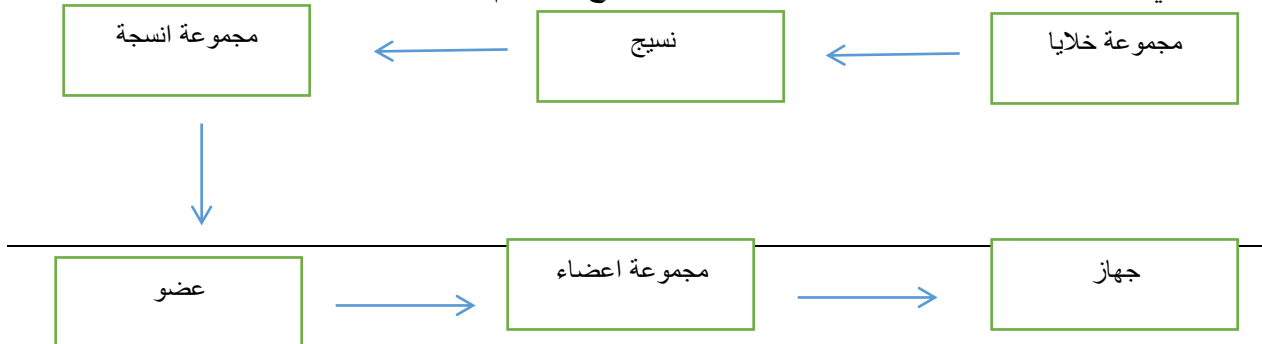 مجموعة خلايا
نسيج
مجموعة انسجة
عضو
مجموعة اعضاء
جهاز